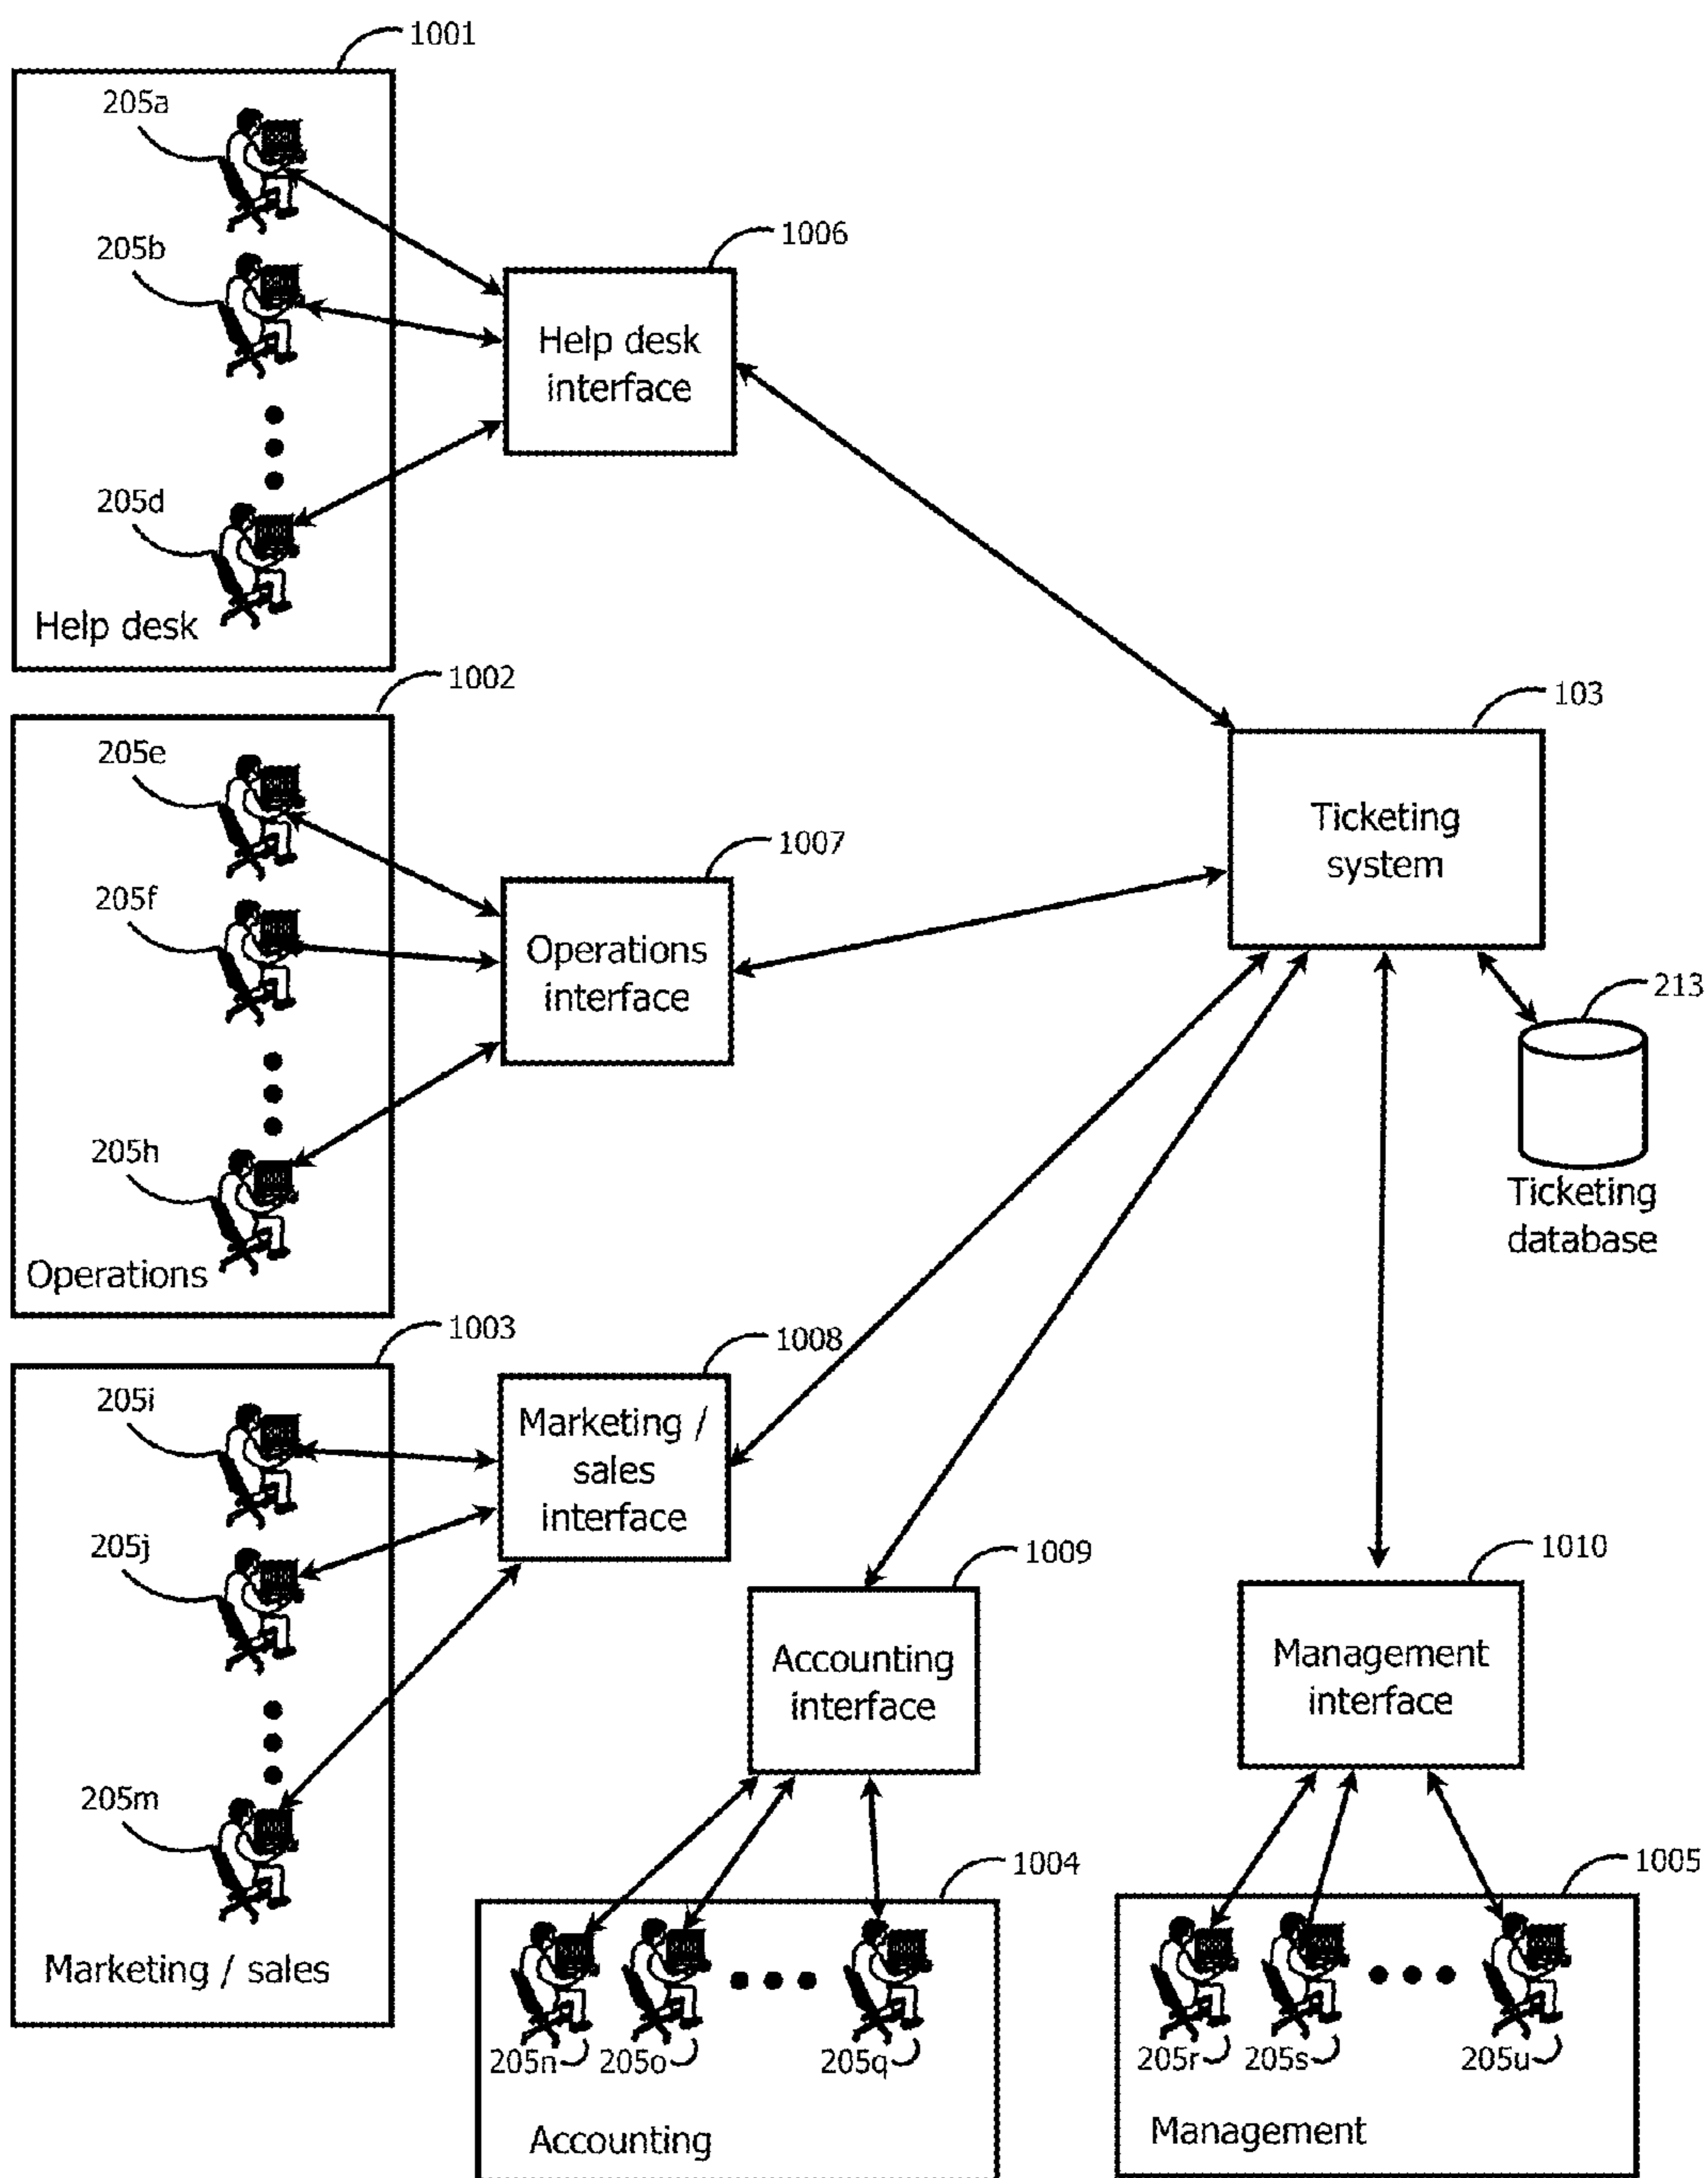 1001
205a
205b
1006
Help desk
interface
205d
Help desk
1002
103
205e
1007
Ticketing
system
205f
Operations
interface
213
205h
Ticketing
database
Operations
1003
1008
205i
Marketing /
sales
interface
205j
1009
1010
Accounting
interface
Management
interface
205m
1004
1005
Marketing / sales
205n
205o
205q
205r
205s
205u
Accounting
Management